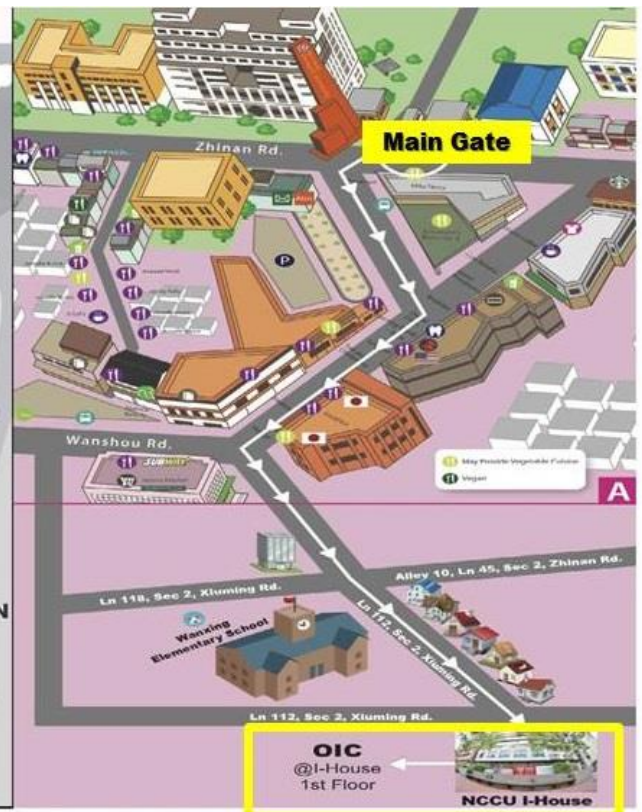 Main Gate
Zhinan Rd.
P
Wanshou Rd.
SUBWAY
May Provide Vegetable Cuisine
Vegan
A
Alley 10, Ln 45, Sec 2, Zhinan Rd.
Ln 118, Sec 2, Xiuming Rd.
Wanxing
Elementary School
Ln 112, Sec 2, Xiuming Rd.
N
Ln 112, Sec 2, Xiuming Rd.
OIC
@I-House
1st Floor
NCCU I-House